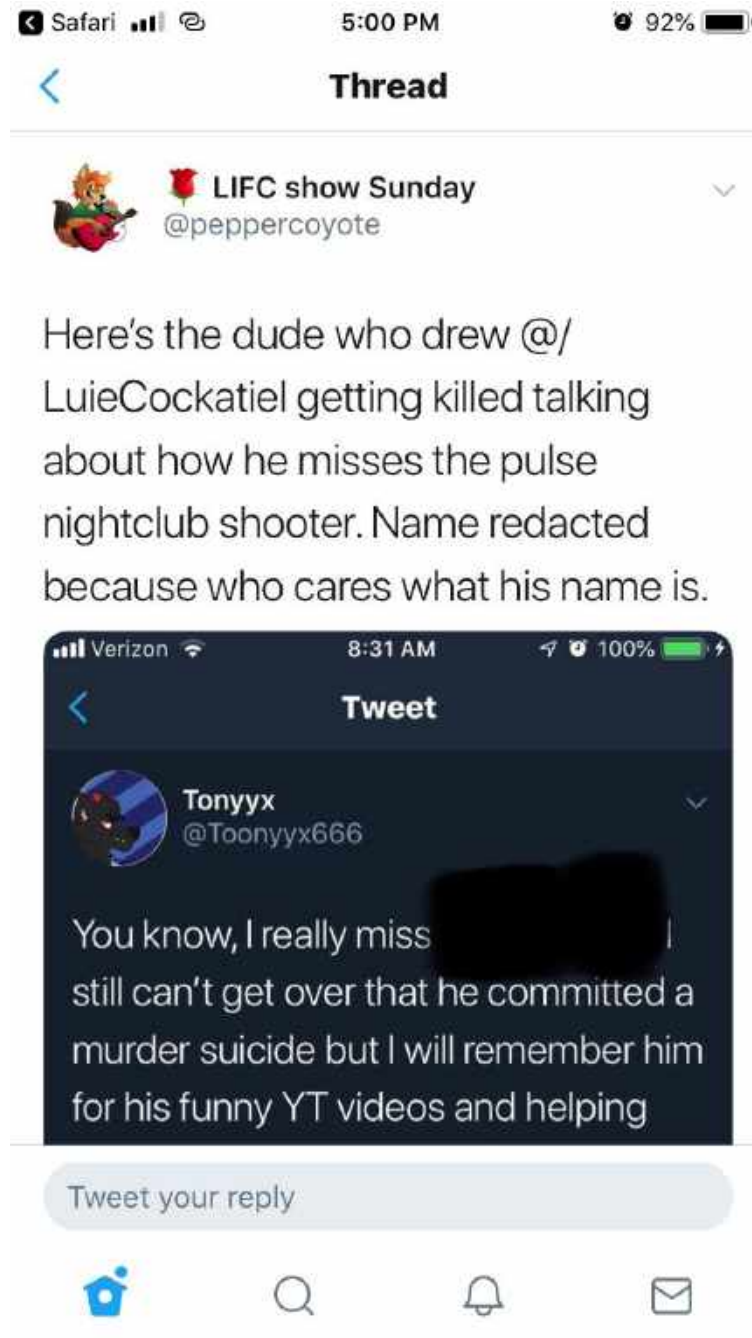 Safari 5:00 PM 92%
Thread
LIFC show Sunday
@peppercoyote
Here's the dude who drew @/
LuieCockatiel getting killed talking
about how he misses the pulse
nightclub shooter. Name redacted
because who cares what his name is.
Verizon 8:31 AM 100%
Tweet
Tonyyx
@Toonyyx666
You know, I really miss I
still can't get over that he committed a
murder suicide but I will remember him
for his funny YT videos and helping
Tweet your reply